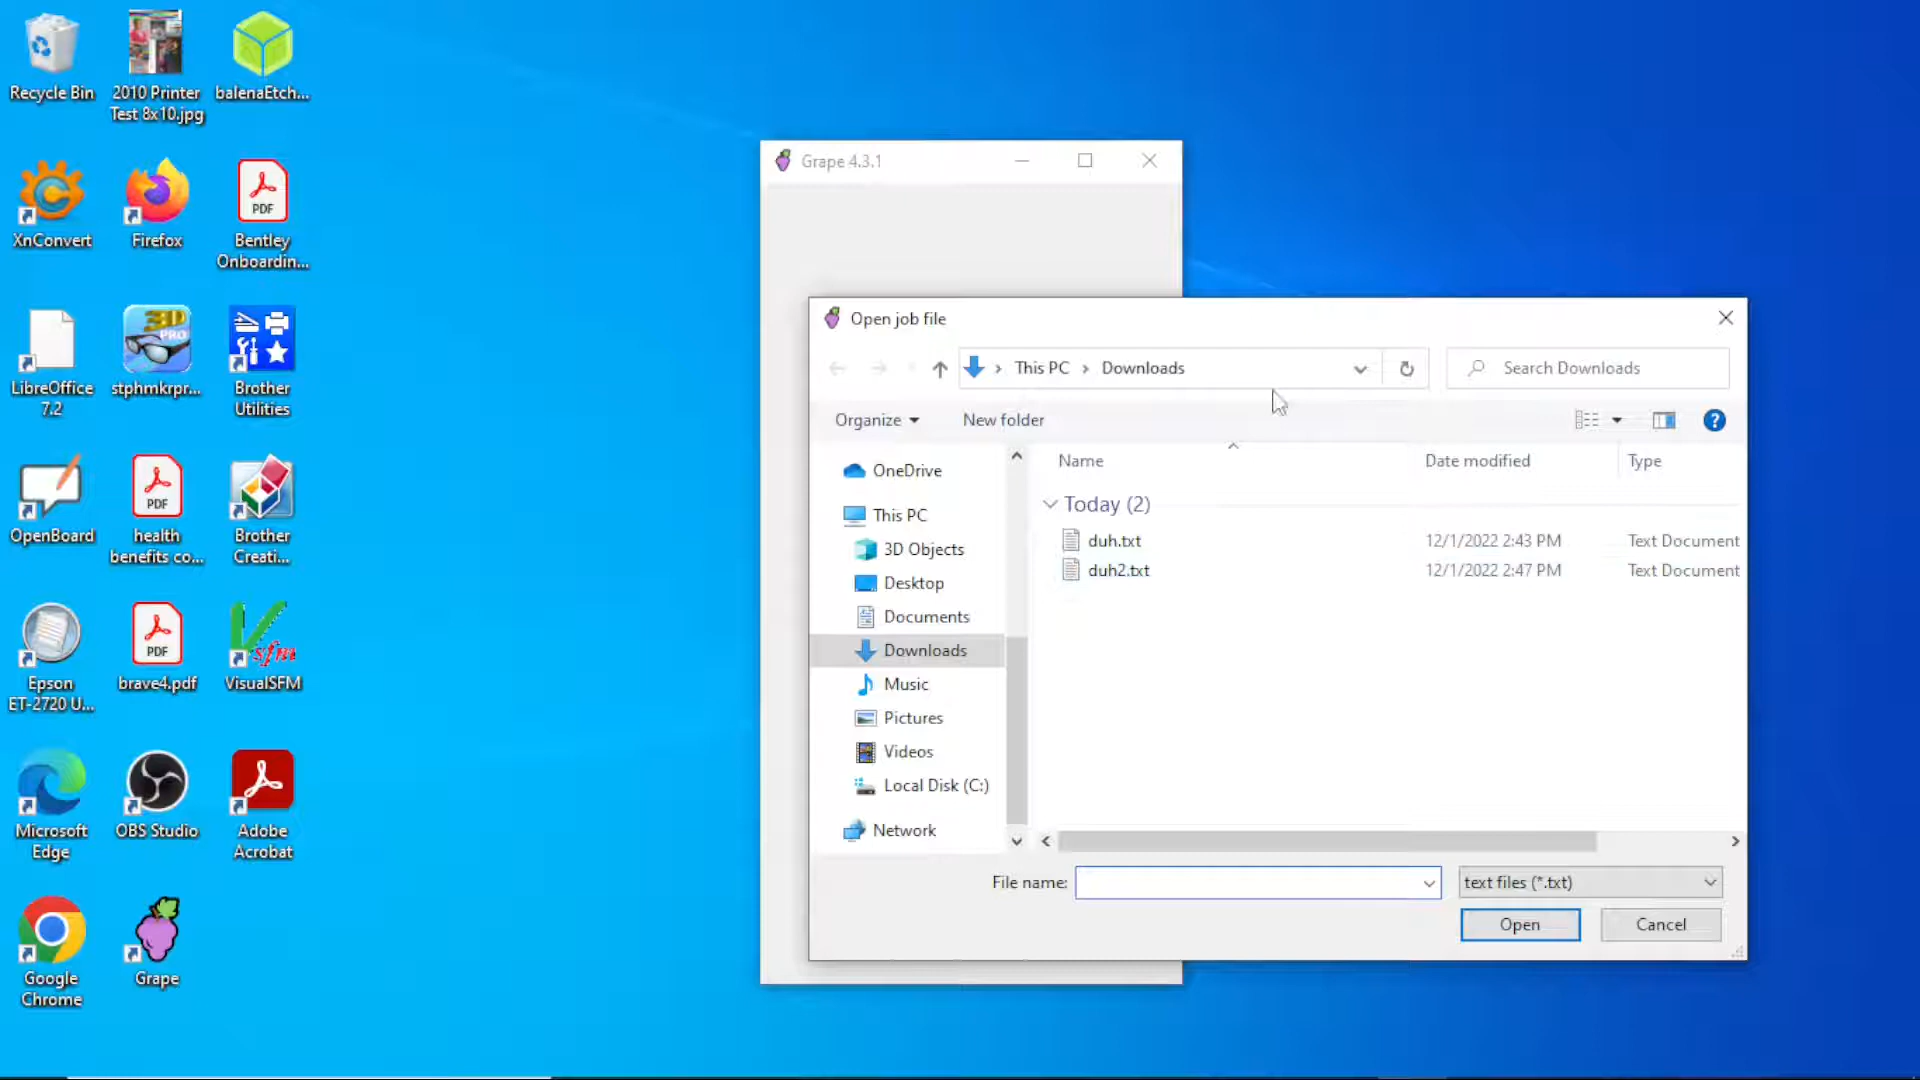 Recycle Bin
2010 Printer
Test 8x10.jpg
balenaEtch...
XnConvert
Firefox
PDF
Bentley
Onboardin...
LibreOffice
7.2
3D
PRO
stphmkrpr...
Brother
Utilities
OpenBoard
PDF
health
benefits co...
Brother
Creati...
Epson
ET-2720 U...
PDF
brave4.pdf
sfm
VisualSFM
Microsoft
Edge
OBS Studio
Adobe
Acrobat
Google
Chrome
Grape
Grape 4.3.1
Open job file
This PC
Downloads
Search Downloads
Organize
New folder
?
OneDrive
This PC
3D Objects
Desktop
Documents
Downloads
Music
Pictures
Videos
Local Disk (C:)
Network
Name
Date modified
Type
Today (2)
duh.txt
12/1/2022 2:43 PM
Text Document
duh2.txt
12/1/2022 2:47 PM
Text Document
File name:
text files (*.txt)
Open
Cancel